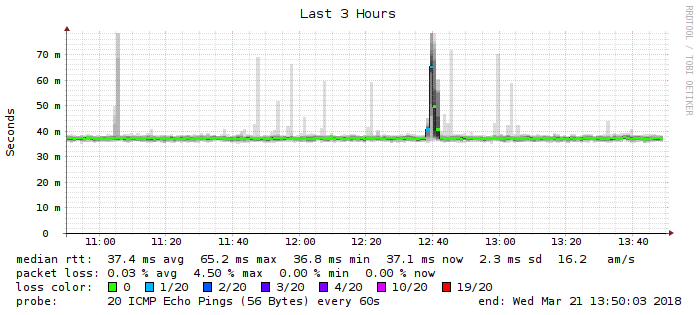 Last 3 Hours
RRDTOOL / TOBI OETIKER
Seconds
70 m
60 m
50 m
40 m
30 m
20 m
10 m
0
11:00 11:20 11:40 12:00 12:20 12:40 13:00 13:20 13:40
median rtt: 37.4 ms avg 65.2 ms max 36.8 ms min 37.1 ms now 2.3 ms sd 16.2 am/s
packet loss: 0.03 % avg 4.50 % max 0.00 % min 0.00 % now
loss color: 0 1/20 2/20 3/20 4/20 10/20 19/20
probe: 20 ICMP Echo Pings (56 Bytes) every 60s end: Wed Mar 21 13:50:03 2018